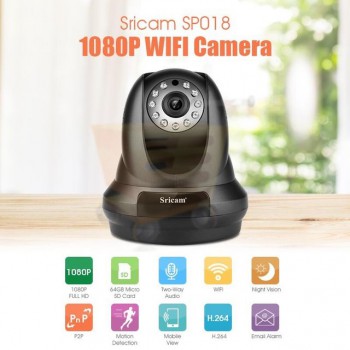 Sricam SP018
1080P WIFI Camera
Sricam
1080P
SD
PnP
H.264
1080P FULL HD
64GB Micro SD Card
Two-Way Audio
WiFi
Night Vision
P2P
Motion Detection
Mobile View
H.264
Email Alarm